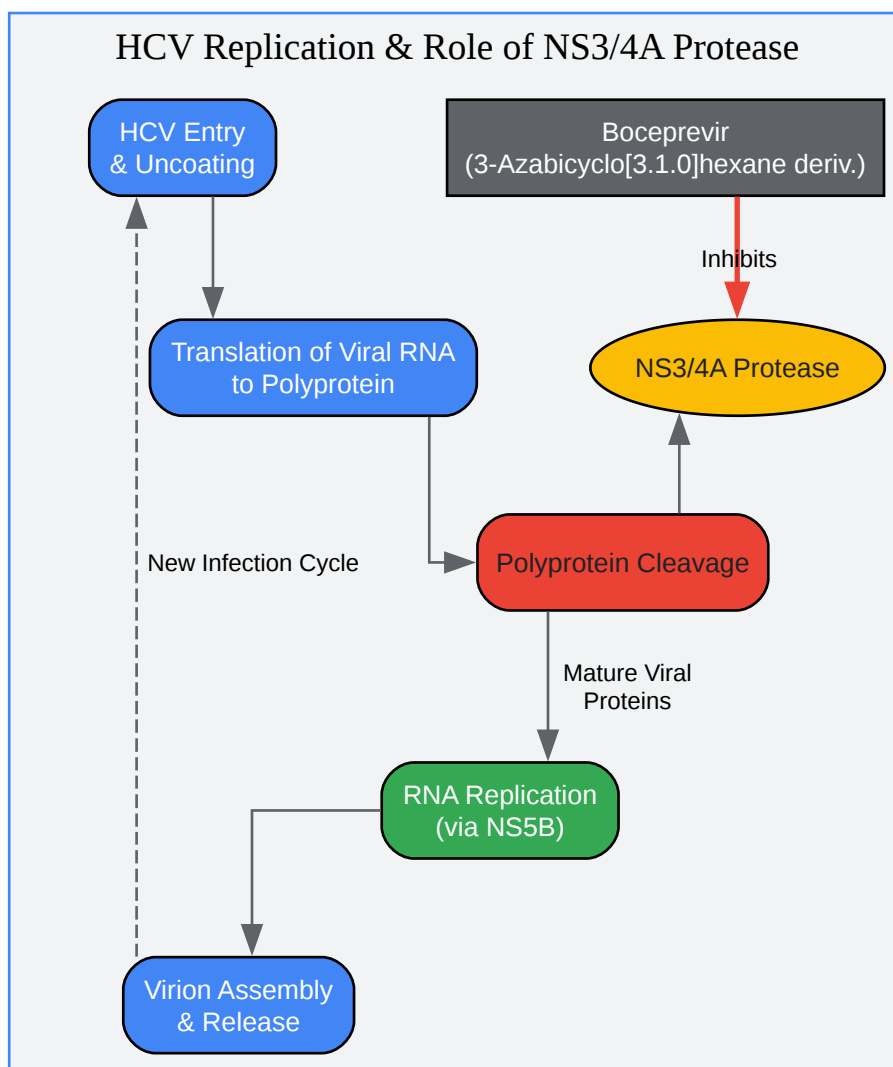 HCV Replication & Role of NS3/4A Protease
HCV Entry
& Uncoating
Boceprevir
(3-Azabicyclo[3.1.0]hexane deriv.)
Inhibits
Translation of Viral RNA
to Polyprotein
NS3/4A Protease
New Infection Cycle
Polyprotein Cleavage
Mature Viral
Proteins
RNA Replication
(via NS5B)
Virion Assembly
& Release